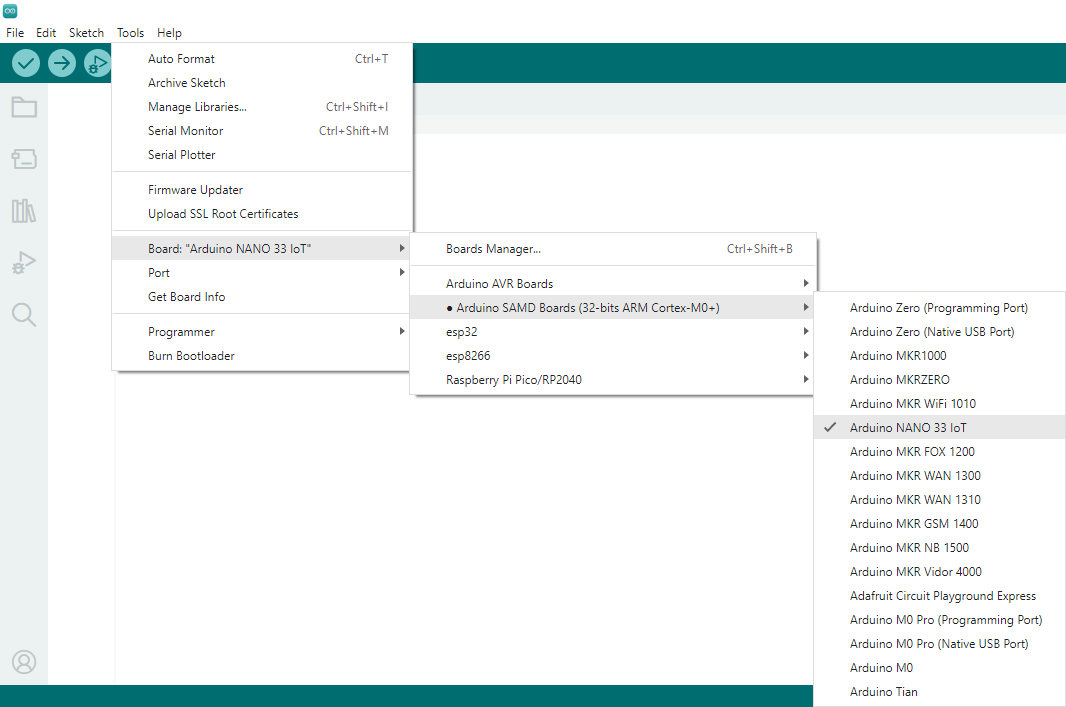 File Edit Sketch Tools Help
Auto Format Ctrl+T
Archive Sketch
Manage Libraries... Ctrl+Shift+I
Serial Monitor Ctrl+Shift+M
Serial Plotter
Firmware Updater
Upload SSL Root Certificates
Board: "Arduino NANO 33 IoT"
Port
Get Board Info
Programmer
Burn Bootloader
Boards Manager... Ctrl+Shift+B
Arduino AVR Boards
● Arduino SAMD Boards (32-bits ARM Cortex-M0+)
esp32
esp8266
Raspberry Pi Pico/RP2040
Arduino Zero (Programming Port)
Arduino Zero (Native USB Port)
Arduino MKR1000
Arduino MKRZERO
Arduino MKR WiFi 1010
Arduino NANO 33 IoT
Arduino MKR FOX 1200
Arduino MKR WAN 1300
Arduino MKR WAN 1310
Arduino MKR GSM 1400
Arduino MKR NB 1500
Arduino MKR Vidor 4000
Adafruit Circuit Playground Express
Arduino M0 Pro (Programming Port)
Arduino M0 Pro (Native USB Port)
Arduino M0
Arduino Tian